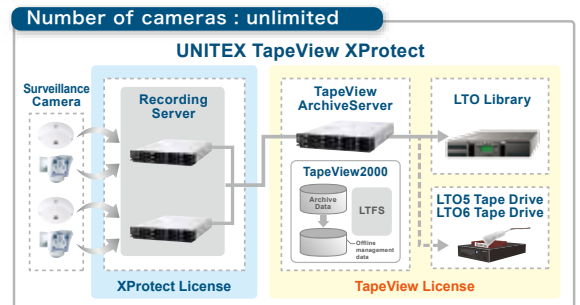 Number of cameras : unlimited
UNITEX TapeView XProtect
Surveillance
Camera
Recording
Server
TapeView
ArchiveServer
LTO Library
TapeView2000
Archive
Data
LTFS
Offline
management
data
LTO5 Tape Drive
LTO6 Tape Drive
XProtect License
TapeView License